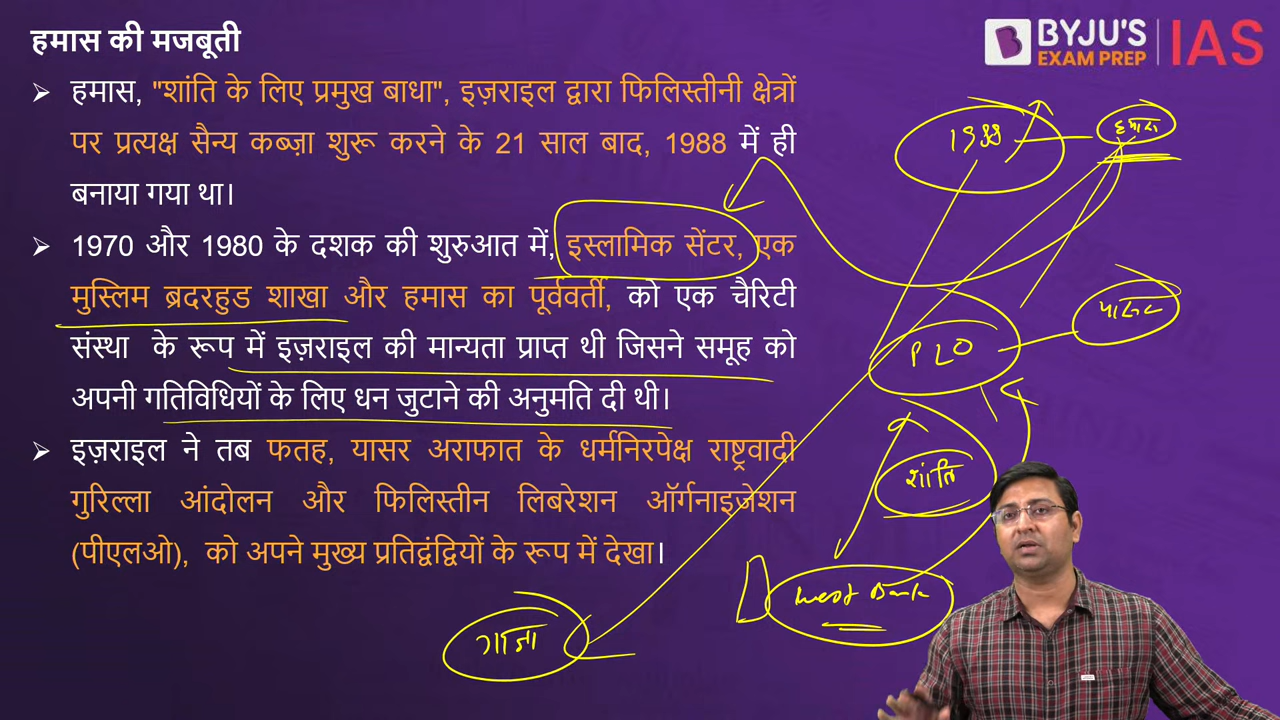 हमास की मजबूती
BYJU'S
EXAM PREP
IAS
हमास, "शांति के लिए प्रमुख बाधा", इज़राइल द्वारा फिलिस्तीनी क्षेत्रों
पर प्रत्यक्ष सैन्य कब्ज़ा शुरू करने के 21 साल बाद, 1988 में ही
बनाया गया था।
1970 और 1980 के दशक की शुरुआत में, इस्लामिक सेंटर, एक
मुस्लिम ब्रदरहुड शाखा और हमास का पूर्ववर्ती, को एक चैरिटी
संस्था के रूप में इज़राइल की मान्यता प्राप्त थी जिसने समूह को
अपनी गतिविधियों के लिए धन जुटाने की अनुमति दी थी।
इज़राइल ने तब फतह, यासर अराफात के धर्मनिरपेक्ष राष्ट्रवादी
गुरिल्ला आंदोलन और फिलिस्तीन लिबरेशन ऑर्गनाइजेशन
(पीएलओ), को अपने मुख्य प्रतिद्वंद्वियों के रूप में देखा।
1988
हमास
PLO
शांति
West Bank
गाजा